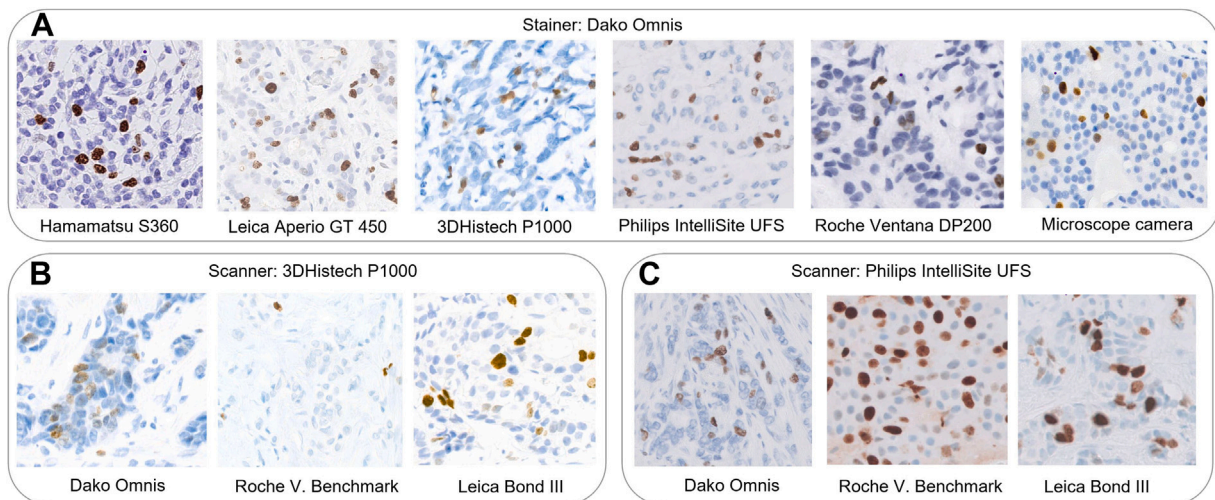 A
Stainer: Dako Omnis
Hamamatsu S360
Leica Aperio GT 450
3DHistech P1000
Philips IntelliSite UFS
Roche Ventana DP200
Microscope camera
B
Scanner: 3DHistech P1000
Dako Omnis
Roche V. Benchmark
Leica Bond III
C
Scanner: Philips IntelliSite UFS
Dako Omnis
Roche V. Benchmark
Leica Bond III